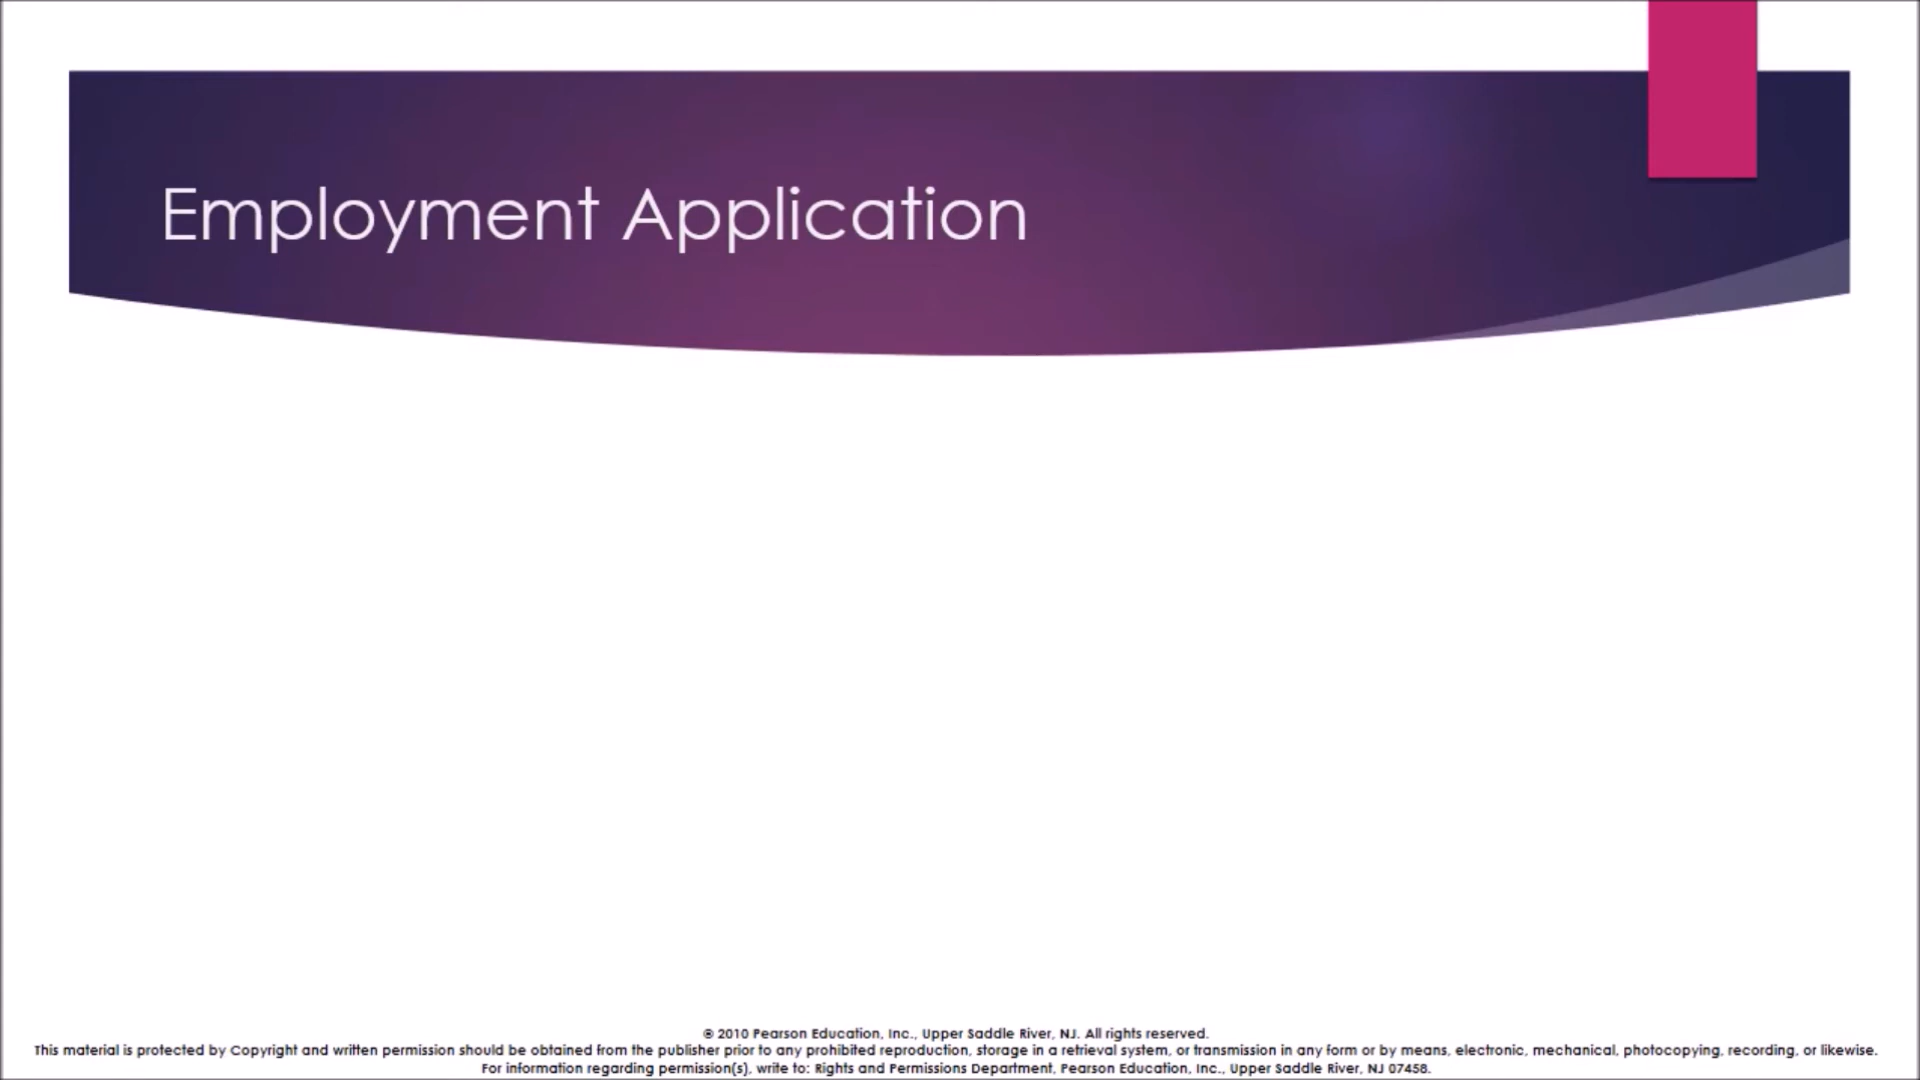 Employment Application
© 2010 Pearson Education, Inc., Upper Saddle River, NJ. All rights reserved.
This material is protected by Copyright and written permission should be obtained from the publisher prior to any prohibited reproduction, storage in a retrieval system, or transmission in any form or by means, electronic, mechanical, photocopying, recording, or likewise.
For information regarding permission(s), write to: Rights and Permissions Department, Pearson Education, Inc., Upper Saddle River, NJ 07458.